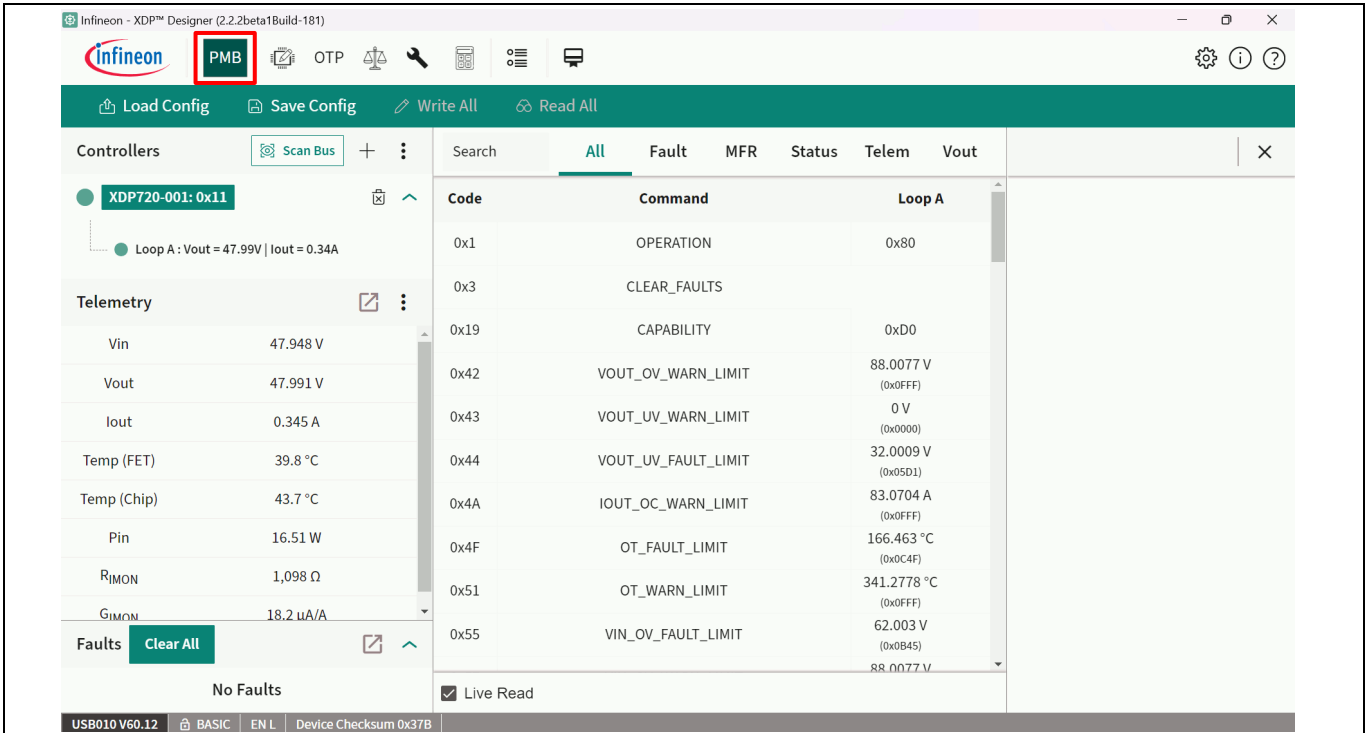 Infineon - XDP™ Designer (2.2.2beta1Build-181)
infineon PMB OTP
Load Config Save Config Write All Read All
Controllers Scan Bus
XDP720-001: 0x11
Loop A : Vout = 47.99V | Iout = 0.34A
Telemetry
Vin 47.948 V
Vout 47.991 V
Iout 0.345 A
Temp (FET) 39.8 °C
Temp (Chip) 43.7 °C
Pin 16.51 W
RIMON 1,098 Ω
GIMON 18.2 µA/A
Faults Clear All
No Faults
Search All Fault MFR Status Telem Vout
Code Command Loop A
0x1 OPERATION 0x80
0x3 CLEAR_FAULTS
0x19 CAPABILITY 0xD0
0x42 VOUT_OV_WARN_LIMIT 88.0077 V
(0x0FFF)
0x43 VOUT_UV_WARN_LIMIT 0 V
(0x0000)
0x44 VOUT_UV_FAULT_LIMIT 32.0009 V
(0x05D1)
0x4A IOUT_OC_WARN_LIMIT 83.0704 A
(0x0FFF)
0x4F OT_FAULT_LIMIT 166.463 °C
(0x0C4F)
0x51 OT_WARN_LIMIT 341.2778 °C
(0x0FFF)
0x55 VIN_OV_FAULT_LIMIT 62.003 V
(0x0B45)
88.0077 V
Live Read
USB010 V60.12 BASIC EN L Device Checksum 0x37B